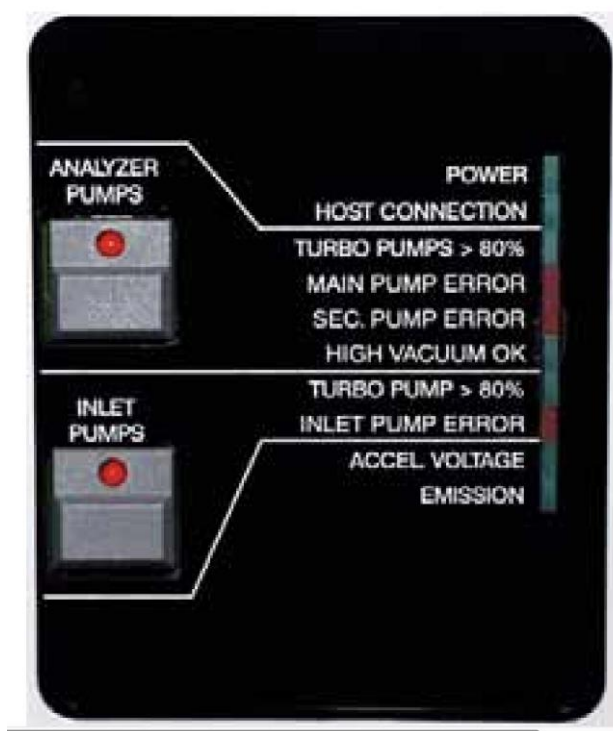 ANALYZER
PUMPS
POWER
HOST CONNECTION
TURBO PUMPS > 80%
MAIN PUMP ERROR
SEC. PUMP ERROR
HIGH VACUUM OK
INLET
PUMPS
TURBO PUMP > 80%
INLET PUMP ERROR
ACCEL. VOLTAGE
EMISSION